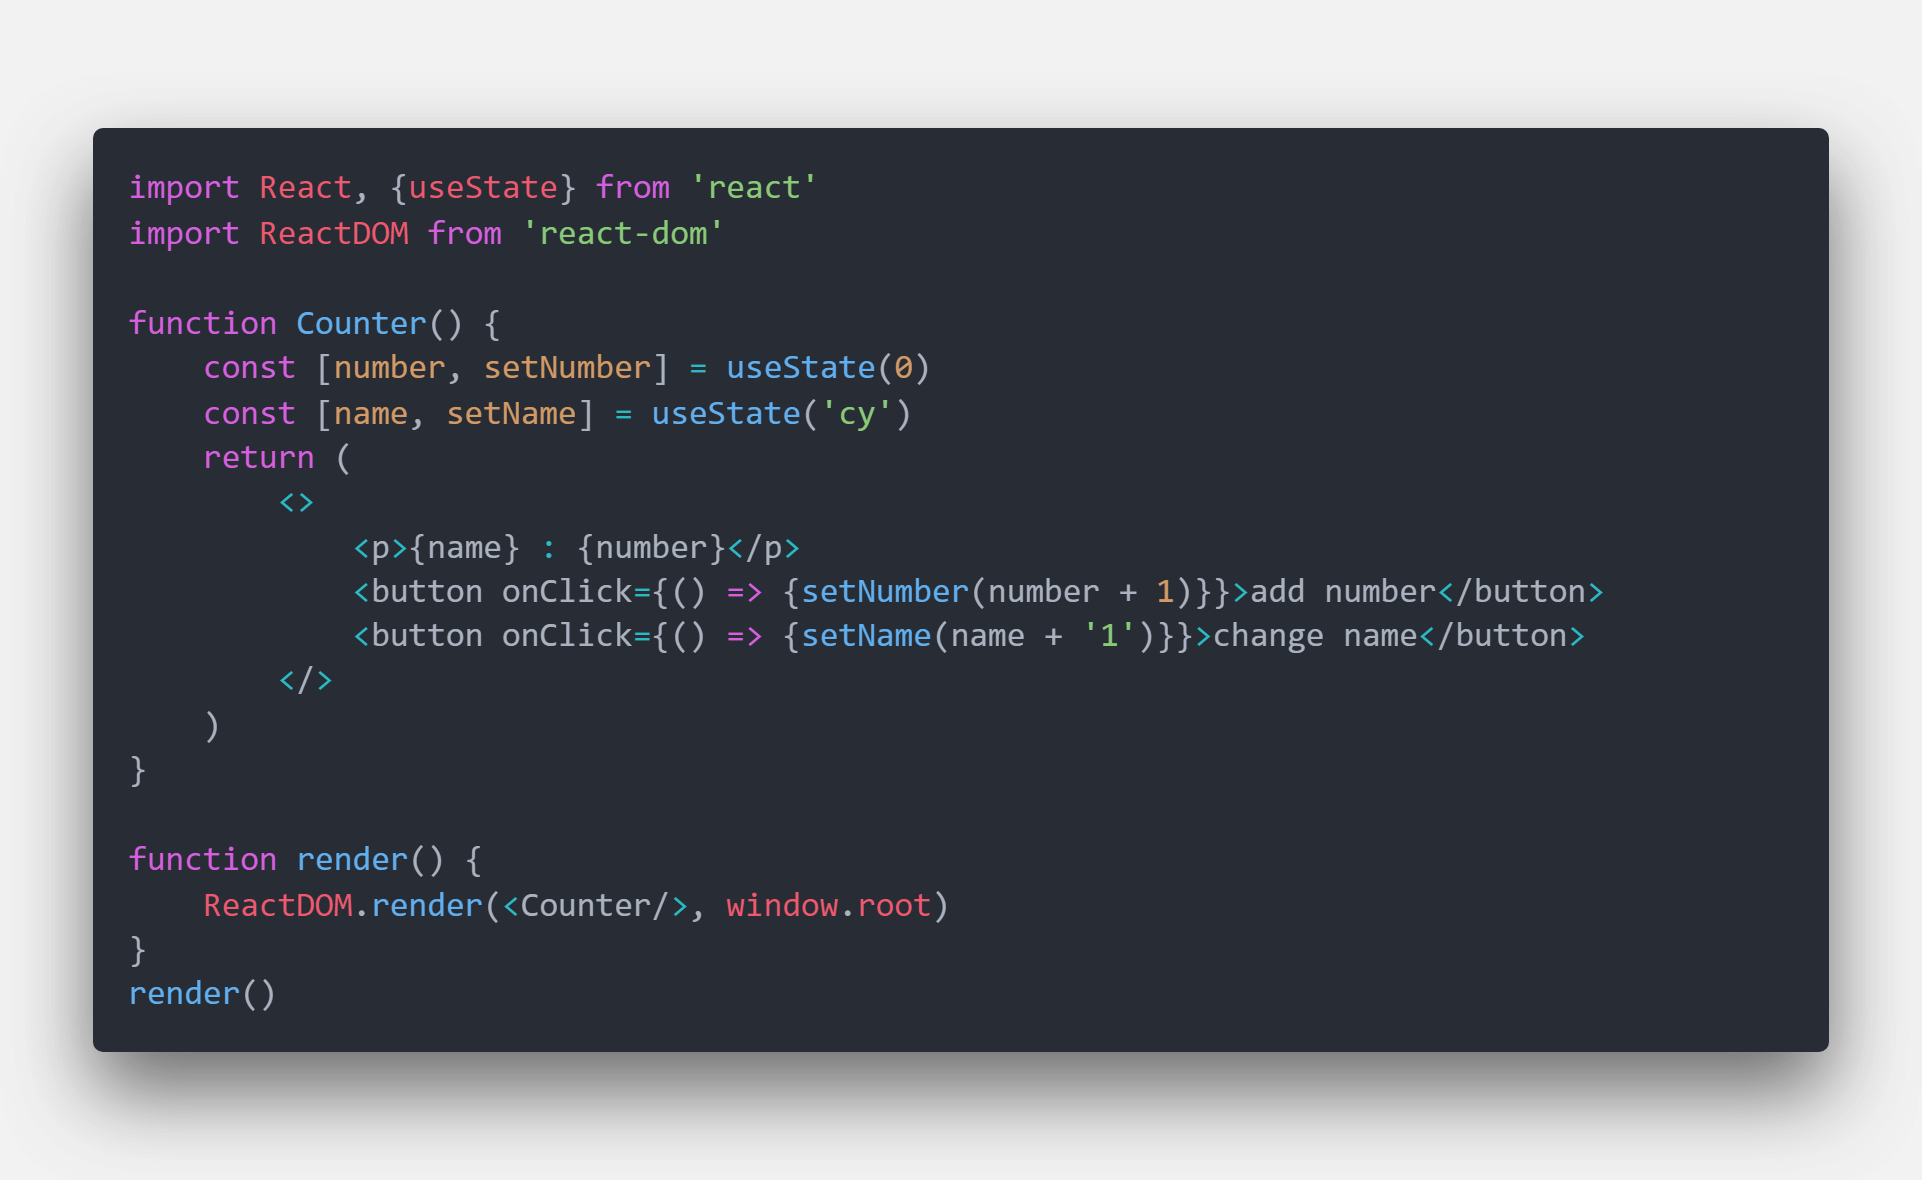 import React, {useState} from 'react'
import ReactDOM from 'react-dom'

function Counter() {
    const [number, setNumber] = useState(0)
    const [name, setName] = useState('cy')
    return (
        <>
            <p>{name} : {number}</p>
            <button onClick={() => {setNumber(number + 1)}}>add number</button>
            <button onClick={() => {setName(name + '1')}}>change name</button>
        </>
    )
}

function render() {
    ReactDOM.render(<Counter/>, window.root)
}
render()